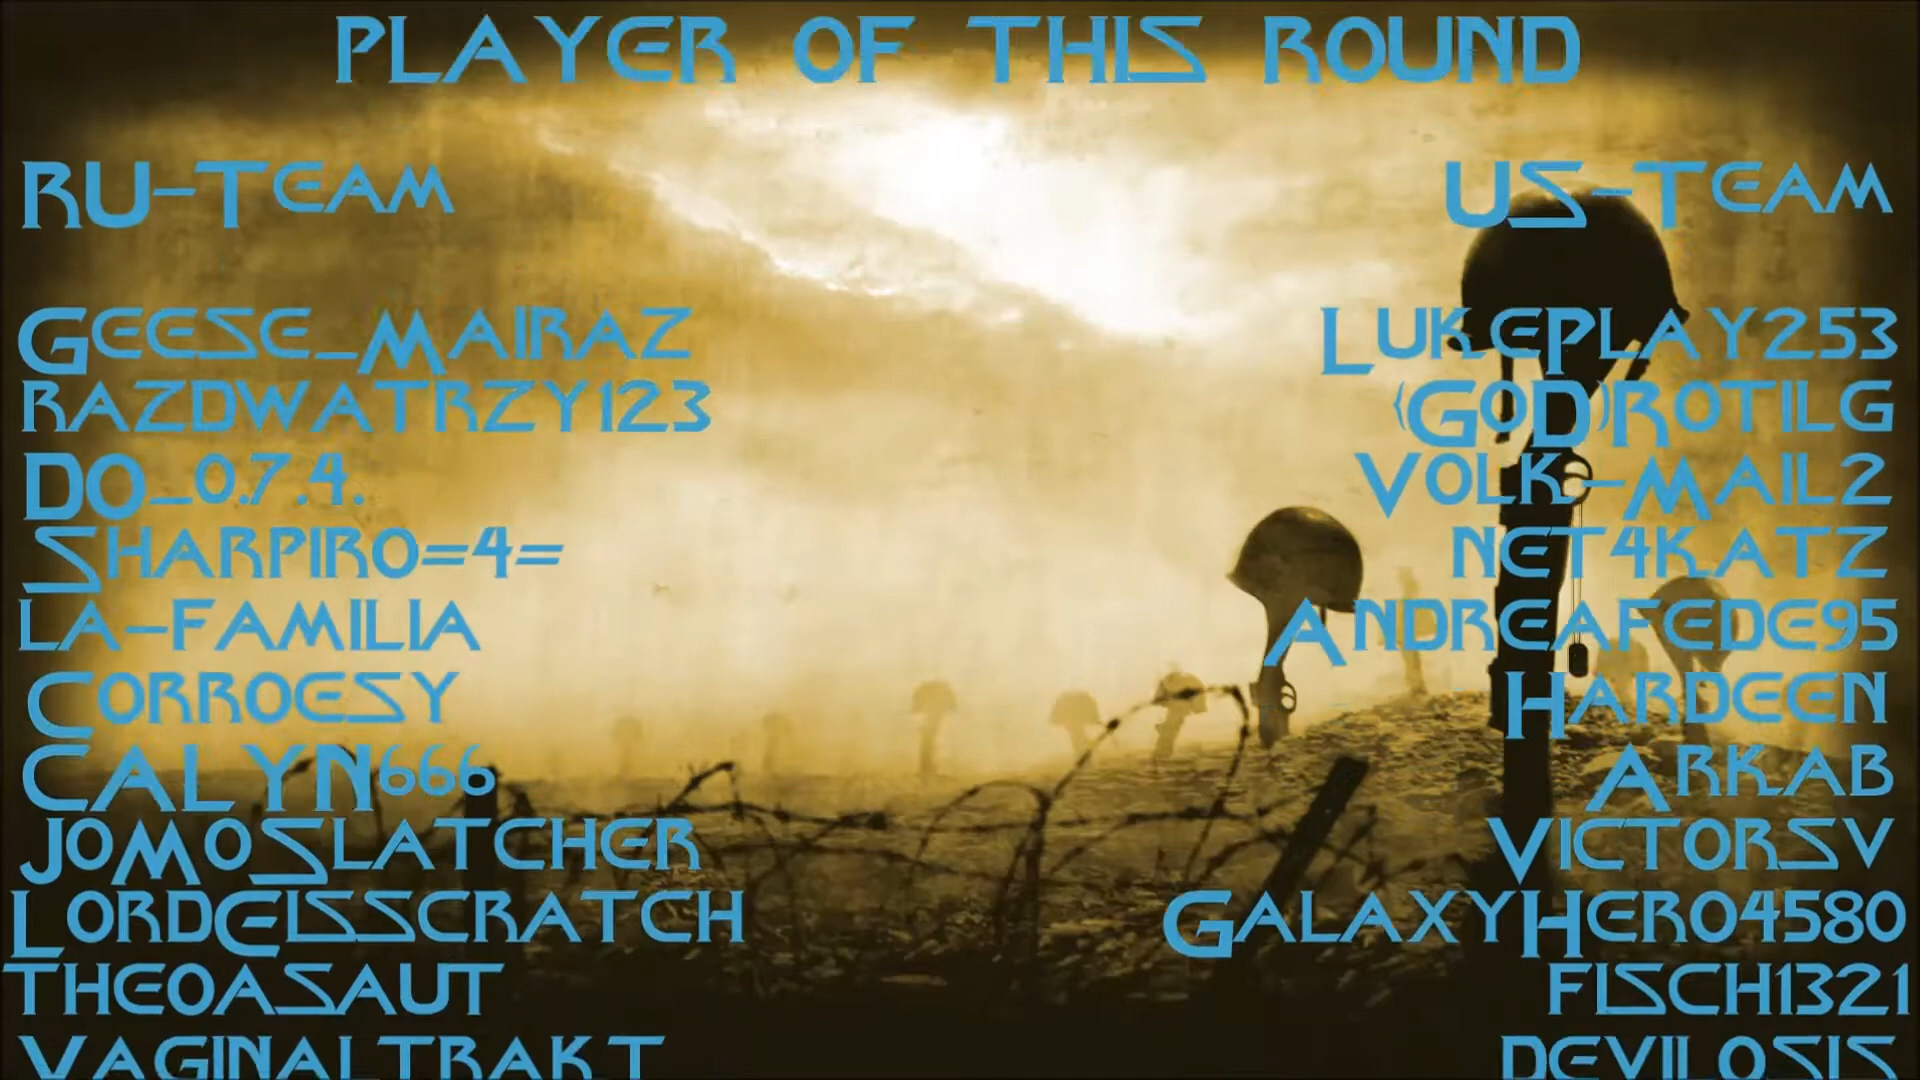 PLAYER OF THIS ROUND
RU-TEAM
US-TEAM
GEESE_MAIRAZ
LUKEPLAY253
RAZDWATRZY123
(GOD)ROTILG
DO_0.7.4.
VOLK-MAIL2
SHARPIRO=4=
NET4KATZ
LA-FAMILIA
ANDREAFEDE95
CORROESY
HARDEEN
CALYN666
ARKAB
JOMOSLATCHER
VICTORSV
LORDEISSCRATCH
GALAXYHERO4580
THEOASAUT
FISCH1321
VAGINALTRAKT
DEVILOSIS